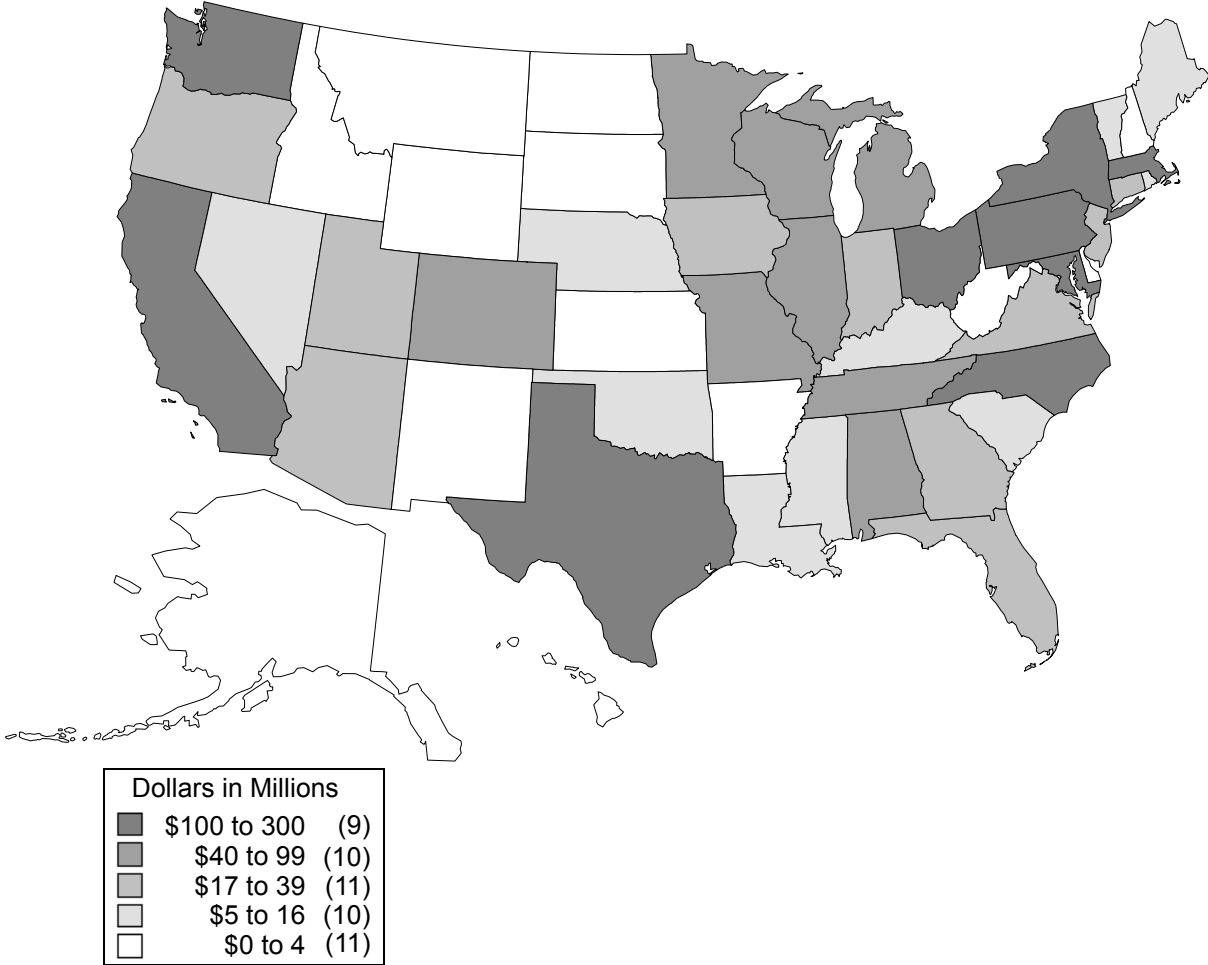 Dollars in Millions
$100 to 300 (9)
$40 to 99 (10)
$17 to 39 (11)
$5 to 16 (10)
$0 to 4 (11)